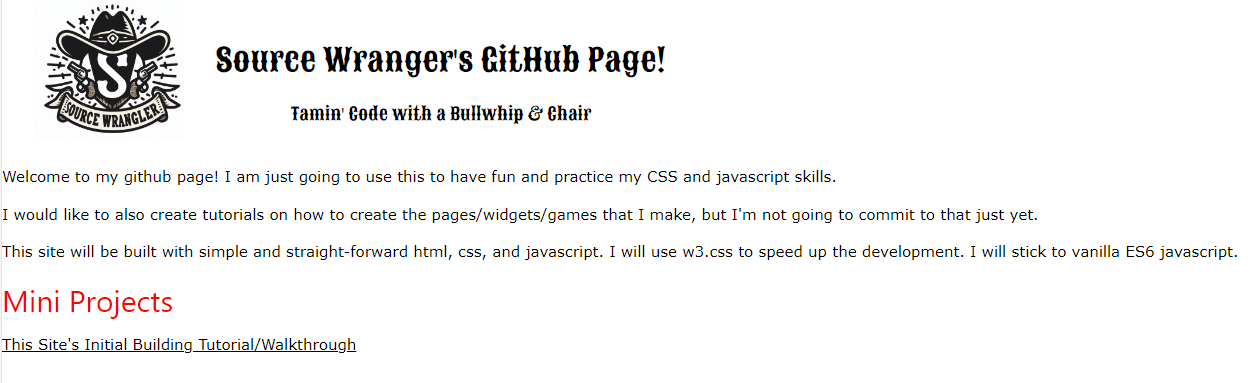 S
SOURCE WRANGLER
Source Wranger's GitHub Page!
Tamin' Code with a Bullwhip & Chair
Welcome to my github page! I am just going to use this to have fun and practice my CSS and javascript skills.
I would like to also create tutorials on how to create the pages/widgets/games that I make, but I'm not going to commit to that just yet.
This site will be built with simple and straight-forward html, css, and javascript. I will use w3.css to speed up the development. I will stick to vanilla ES6 javascript.
Mini Projects
This Site's Initial Building Tutorial/Walkthrough